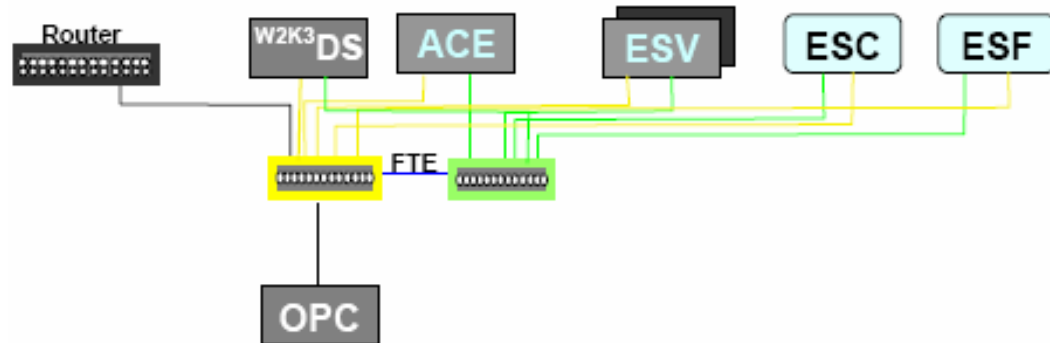 Router
W2K3DS
ACE
ESV
ESC
ESF
FTE
OPC